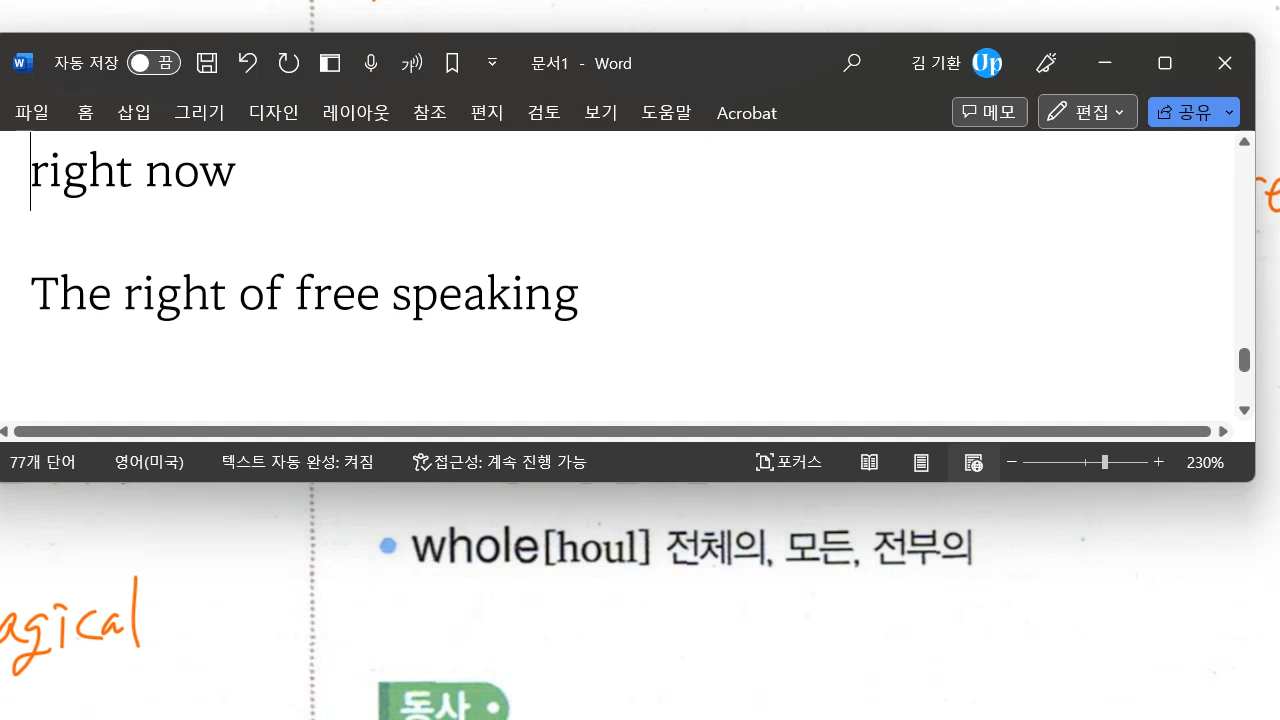 자동 저장 끔 문서1 - Word 김 기환 Up
파일 홈 삽입 그리기 디자인 레이아웃 참조 편지 검토 보기 도움말 Acrobat 메모 편집 공유
right now
The right of free speaking
77개 단어 영어(미국) 텍스트 자동 완성: 켜짐 접근성: 계속 진행 가능 포커스 230%
• whole[houl] 전체의, 모든, 전부의
agical
동사